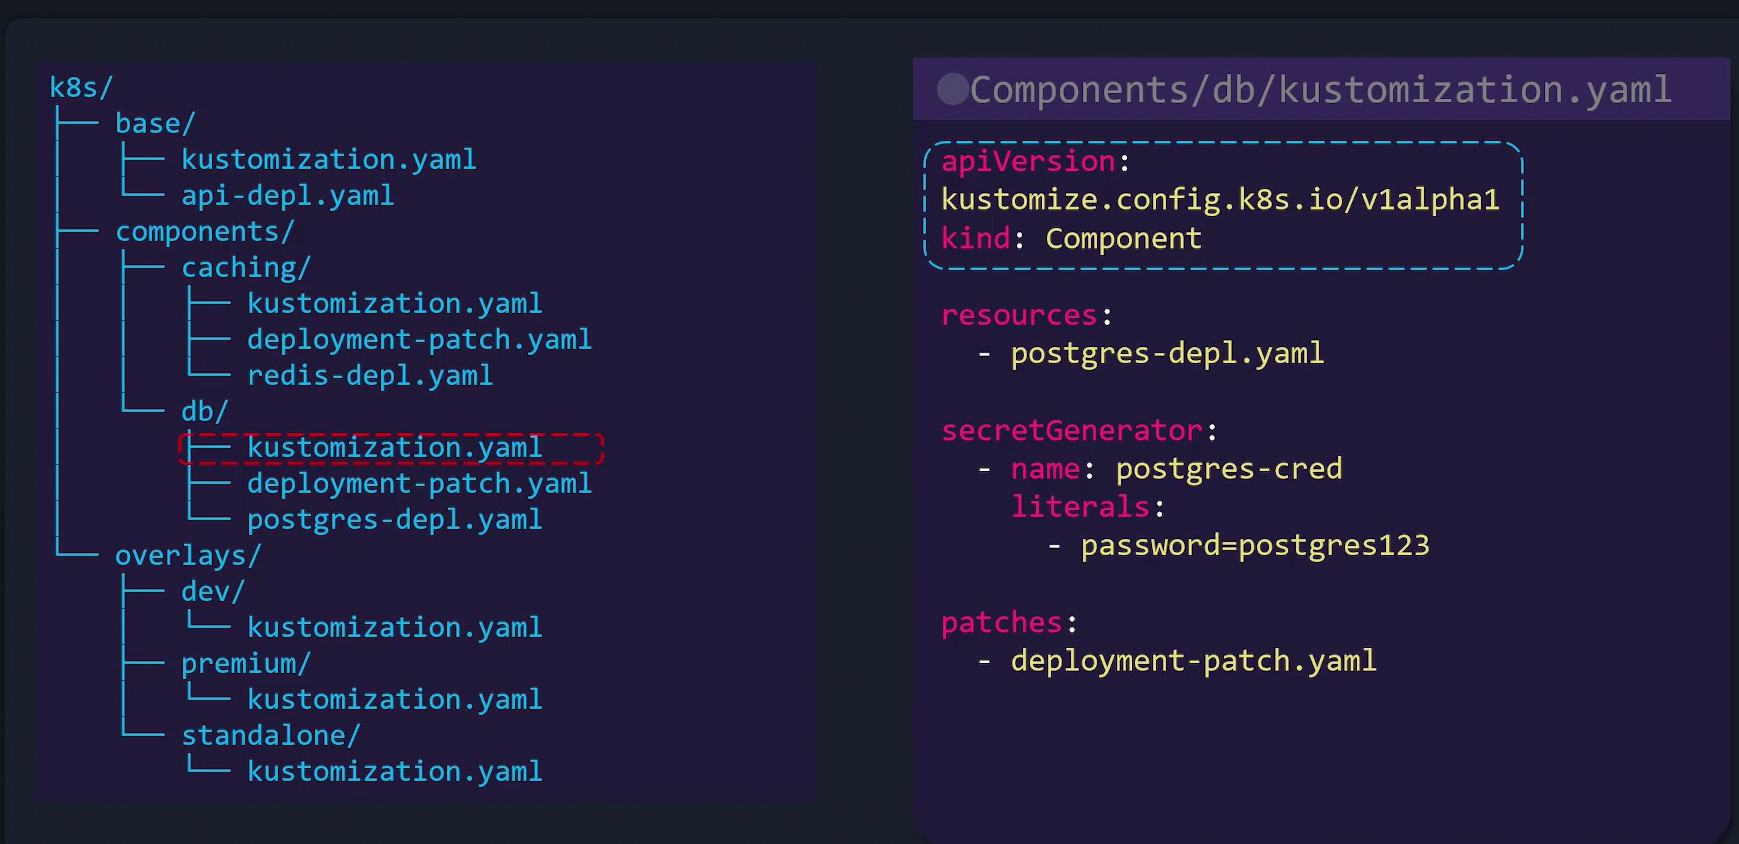 k8s/
├── base/
│   ├── kustomization.yaml
│   └── api-depl.yaml
├── components/
│   ├── caching/
│   │   ├── kustomization.yaml
│   │   ├── deployment-patch.yaml
│   │   └── redis-depl.yaml
│   └── db/
│       ├── kustomization.yaml
│       ├── deployment-patch.yaml
│       └── postgres-depl.yaml
└── overlays/
    ├── dev/
    │   └── kustomization.yaml
    ├── premium/
    │   └── kustomization.yaml
    └── standalone/
        └── kustomization.yaml
Components/db/kustomization.yaml
apiVersion:
kustomize.config.k8s.io/v1alpha1
kind: Component
resources:
  - postgres-depl.yaml
secretGenerator:
  - name: postgres-cred
    literals:
      - password=postgres123
patches:
  - deployment-patch.yaml